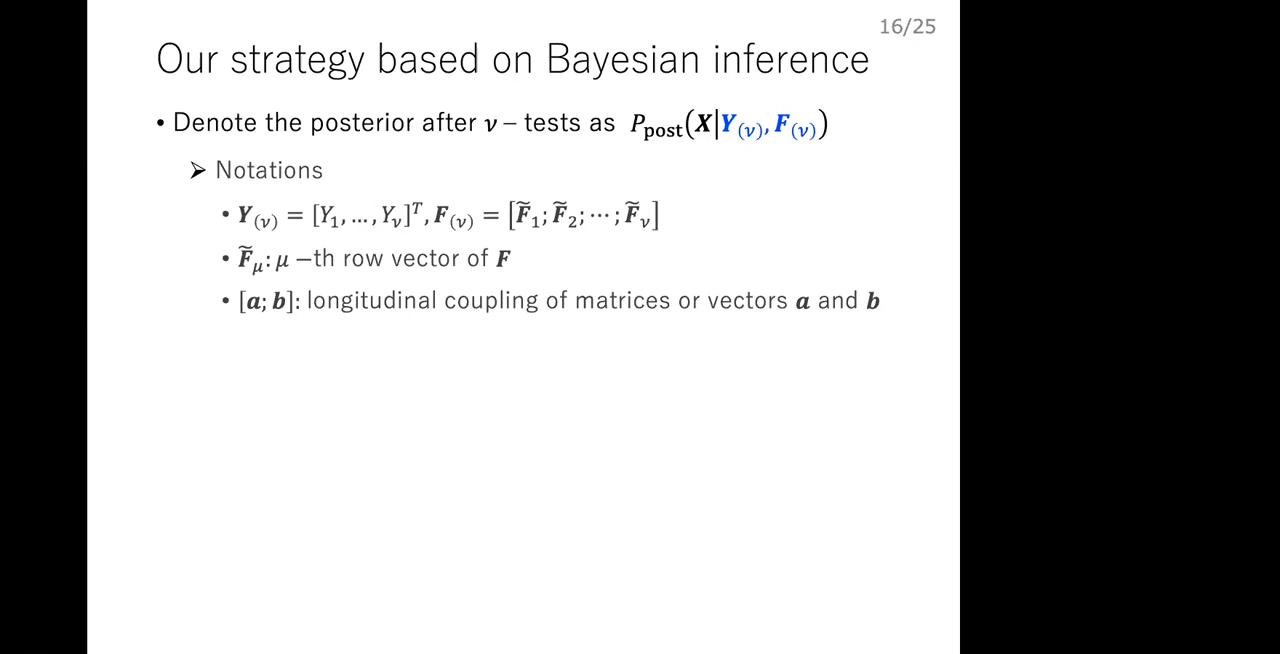 16/25
Our strategy based on Bayesian inference
• Denote the posterior after ν – tests as P_post(X|Y_(ν), F_(ν))
➢ Notations
• Y_(ν) = [Y_1, …, Y_ν]^T, F_(ν) = [F̃_1; F̃_2; ⋯ ; F̃_ν]
• F̃_μ: μ –th row vector of F
• [a; b]: longitudinal coupling of matrices or vectors a and b